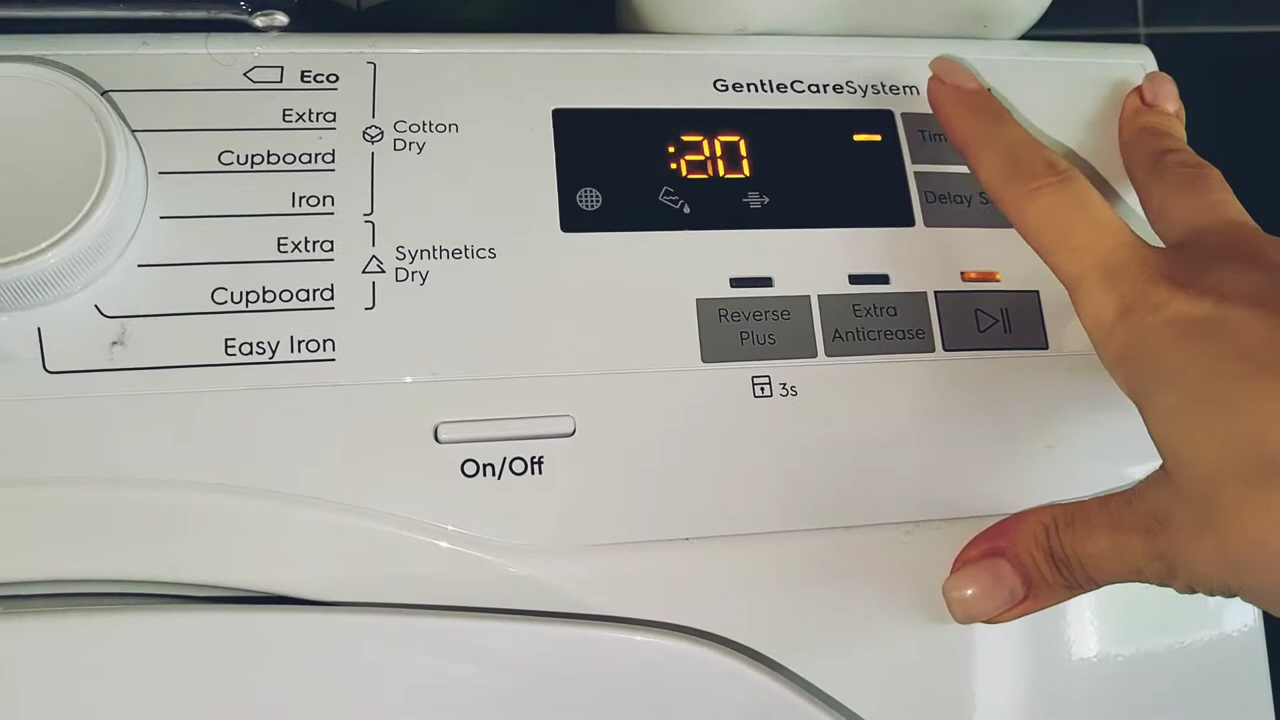 Eco
Extra
Cupboard
Iron
Cotton
Dry
Extra
Cupboard
Synthetics
Dry
Easy Iron
GentleCareSystem
:20
Delay
Reverse
Plus
Extra
Anticrease
3s
On/Off